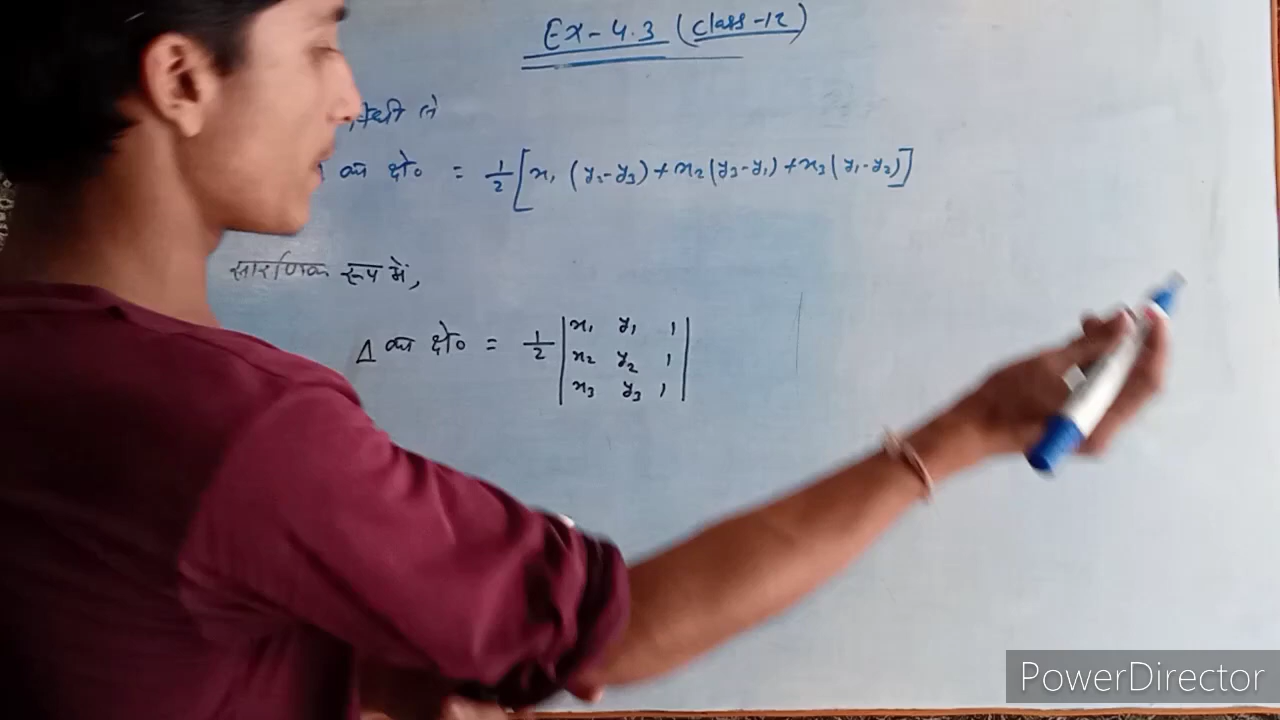 Ex-4.3 (Class-12)
से
का क्षे० = 1/2 [x₁ (y₂-y₃) + x₂ (y₃-y₁) + x₃ (y₁-y₂)]
सारणिक रूप में,
Δ का क्षे० = 1/2 | x₁ y₁ 1 |
| x₂ y₂ 1 |
| x₃ y₃ 1 |
PowerDirector